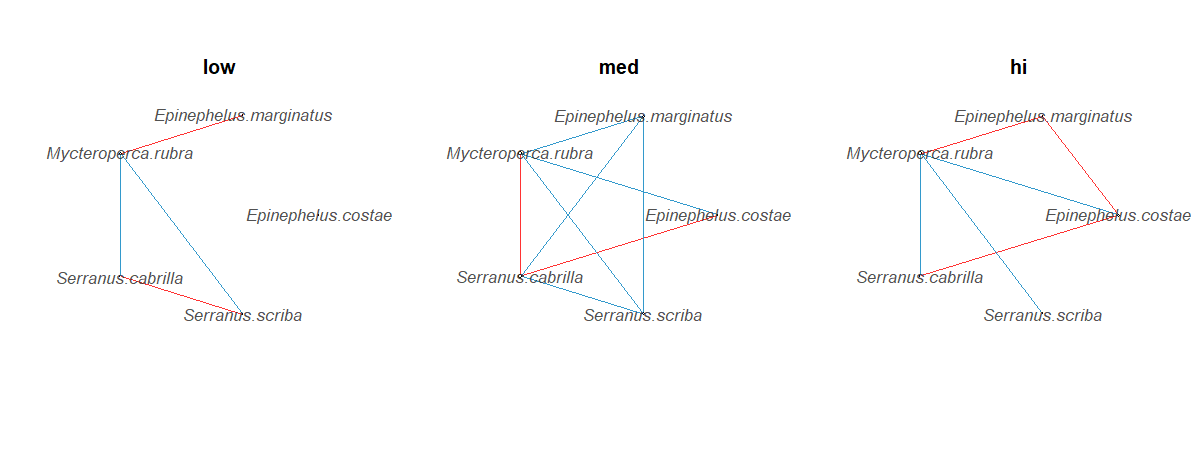 low
Epinephelus.marginatus
Mycteroperca.rubra
Epinephelus.costae
Serranus.cabrilla
Serranus.scriba
med
Epinephelus.marginatus
Mycteroperca.rubra
Epinephelus.costae
Serranus.cabrilla
Serranus.scriba
hi
Epinephelus.marginatus
Mycteroperca.rubra
Epinephelus.costae
Serranus.cabrilla
Serranus.scriba